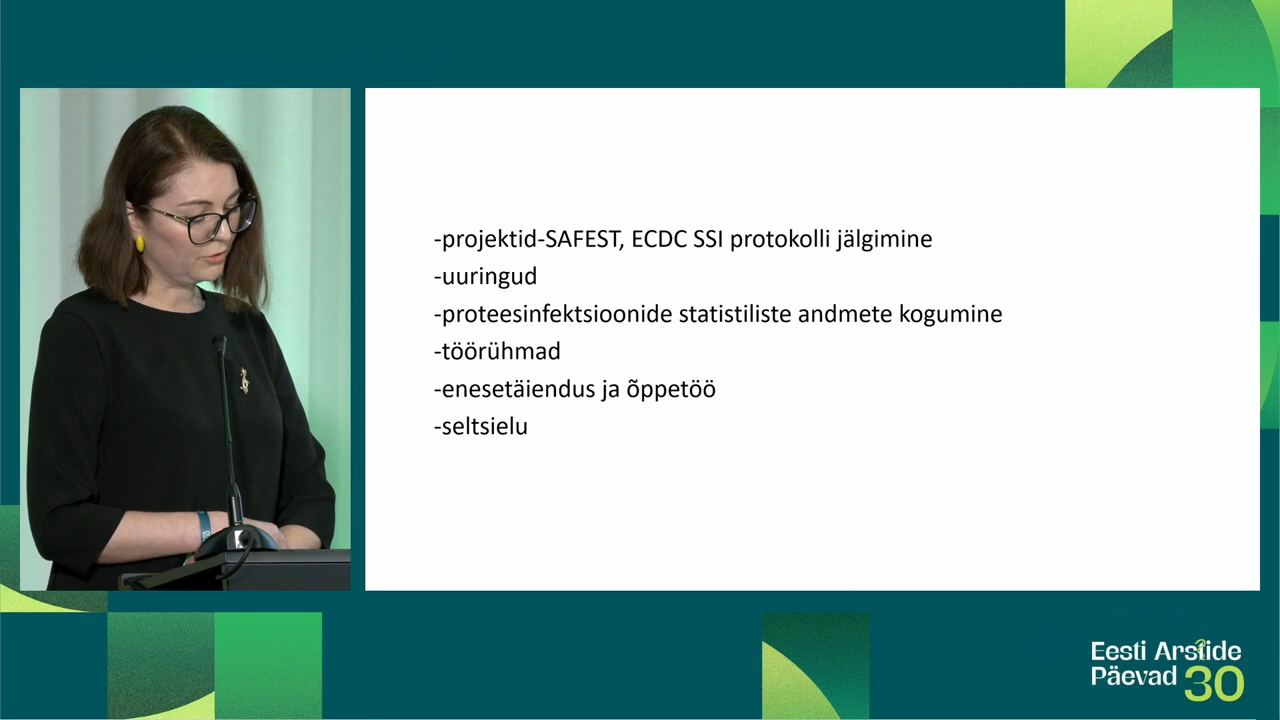 -projektid-SAFEST, ECDC SSI protokolli jälgimine
-uuringud
-proteesinfektsioonide statistiliste andmete kogumine
-töörühmad
-enesetäiendus ja õppetöö
-seltsielu
Eesti Arstide
Päevad 30